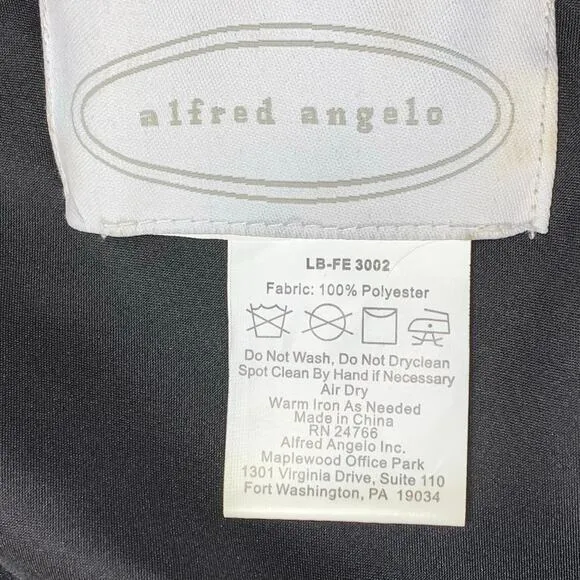 alfred angelo
LB-FE 3002
Fabric: 100% Polyester
Do Not Wash, Do Not Dryclean
Spot Clean By Hand if Necessary
Air Dry
Warm Iron As Needed
Made in China
RN 24766
Alfred Angelo Inc.
Maplewood Office Park
1301 Virginia Drive, Suite 110
Fort Washington, PA 19034